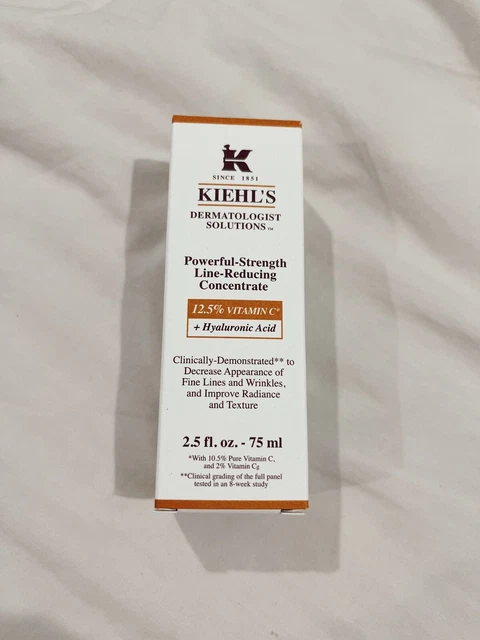 K
SINCE 1851
KIEHL'S
DERMATOLOGIST
SOLUTIONS™
Powerful-Strength
Line-Reducing
Concentrate
12.5% VITAMIN C*
+ Hyaluronic Acid
Clinically-Demonstrated** to
Decrease Appearance of
Fine Lines and Wrinkles,
and Improve Radiance
and Texture
2.5 fl. oz. - 75 ml
*With 10.5% Pure Vitamin C,
and 2% Vitamin Cg
**Clinical grading of the full panel
tested in an 8-week study